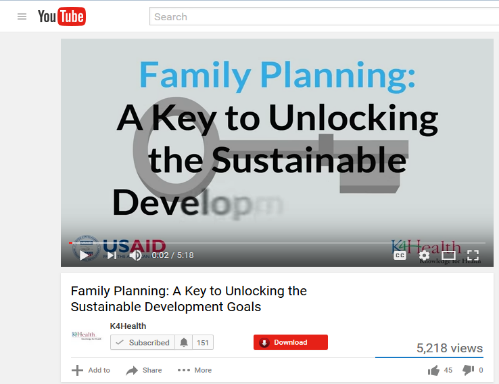 YouTube
Search
Family Planning:
A Key to Unlocking
the Sustainable
Developm
USAID
K4Health
0:02 / 5:18
CC
Family Planning: A Key to Unlocking the
Sustainable Development Goals
K4Health
K4Health
Subscribed 151
Download
5,218 views
Add to Share More
45 0